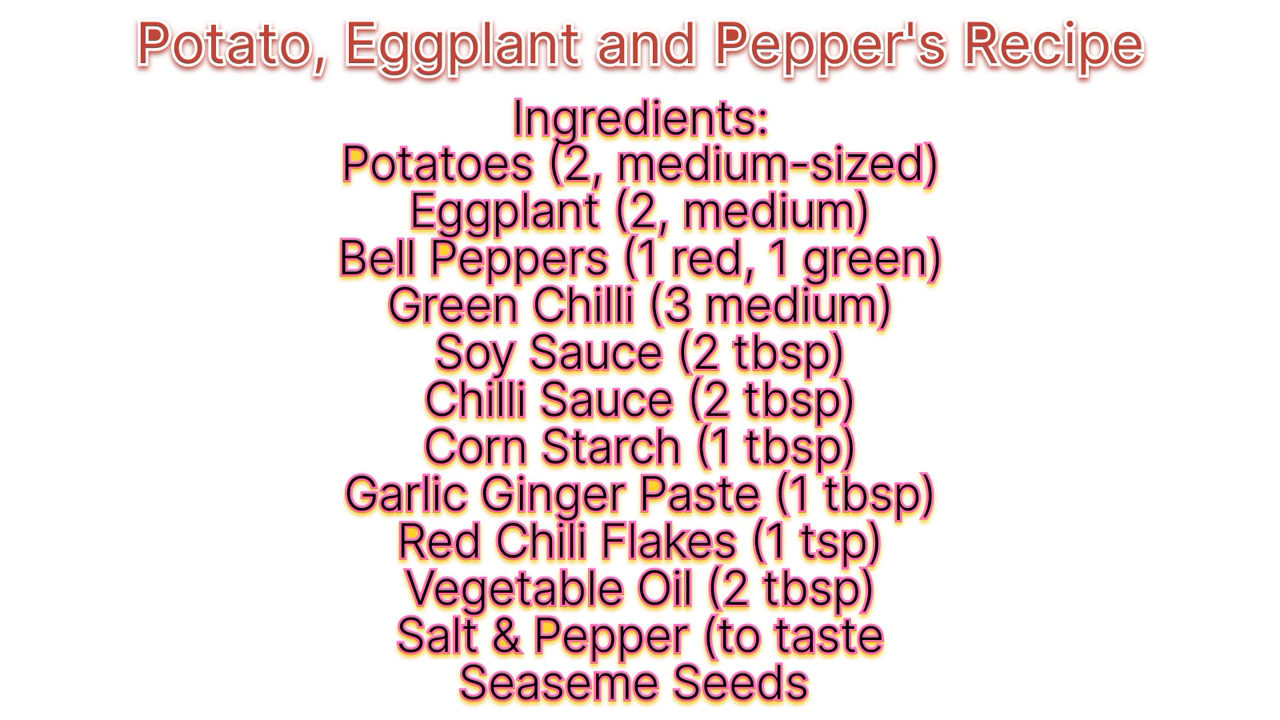 Potato, Eggplant and Pepper's Recipe
Ingredients:
Potatoes (2, medium-sized)
Eggplant (2, medium)
Bell Peppers (1 red, 1 green)
Green Chilli (3 medium)
Soy Sauce (2 tbsp)
Chilli Sauce (2 tbsp)
Corn Starch (1 tbsp)
Garlic Ginger Paste (1 tbsp)
Red Chili Flakes (1 tsp)
Vegetable Oil (2 tbsp)
Salt & Pepper (to taste
Seaseme Seeds